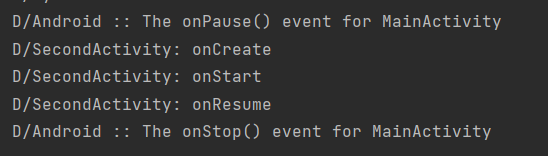 D/Android :: The onPause() event for MainActivity
D/SecondActivity: onCreate
D/SecondActivity: onStart
D/SecondActivity: onResume
D/Android :: The onStop() event for MainActivity